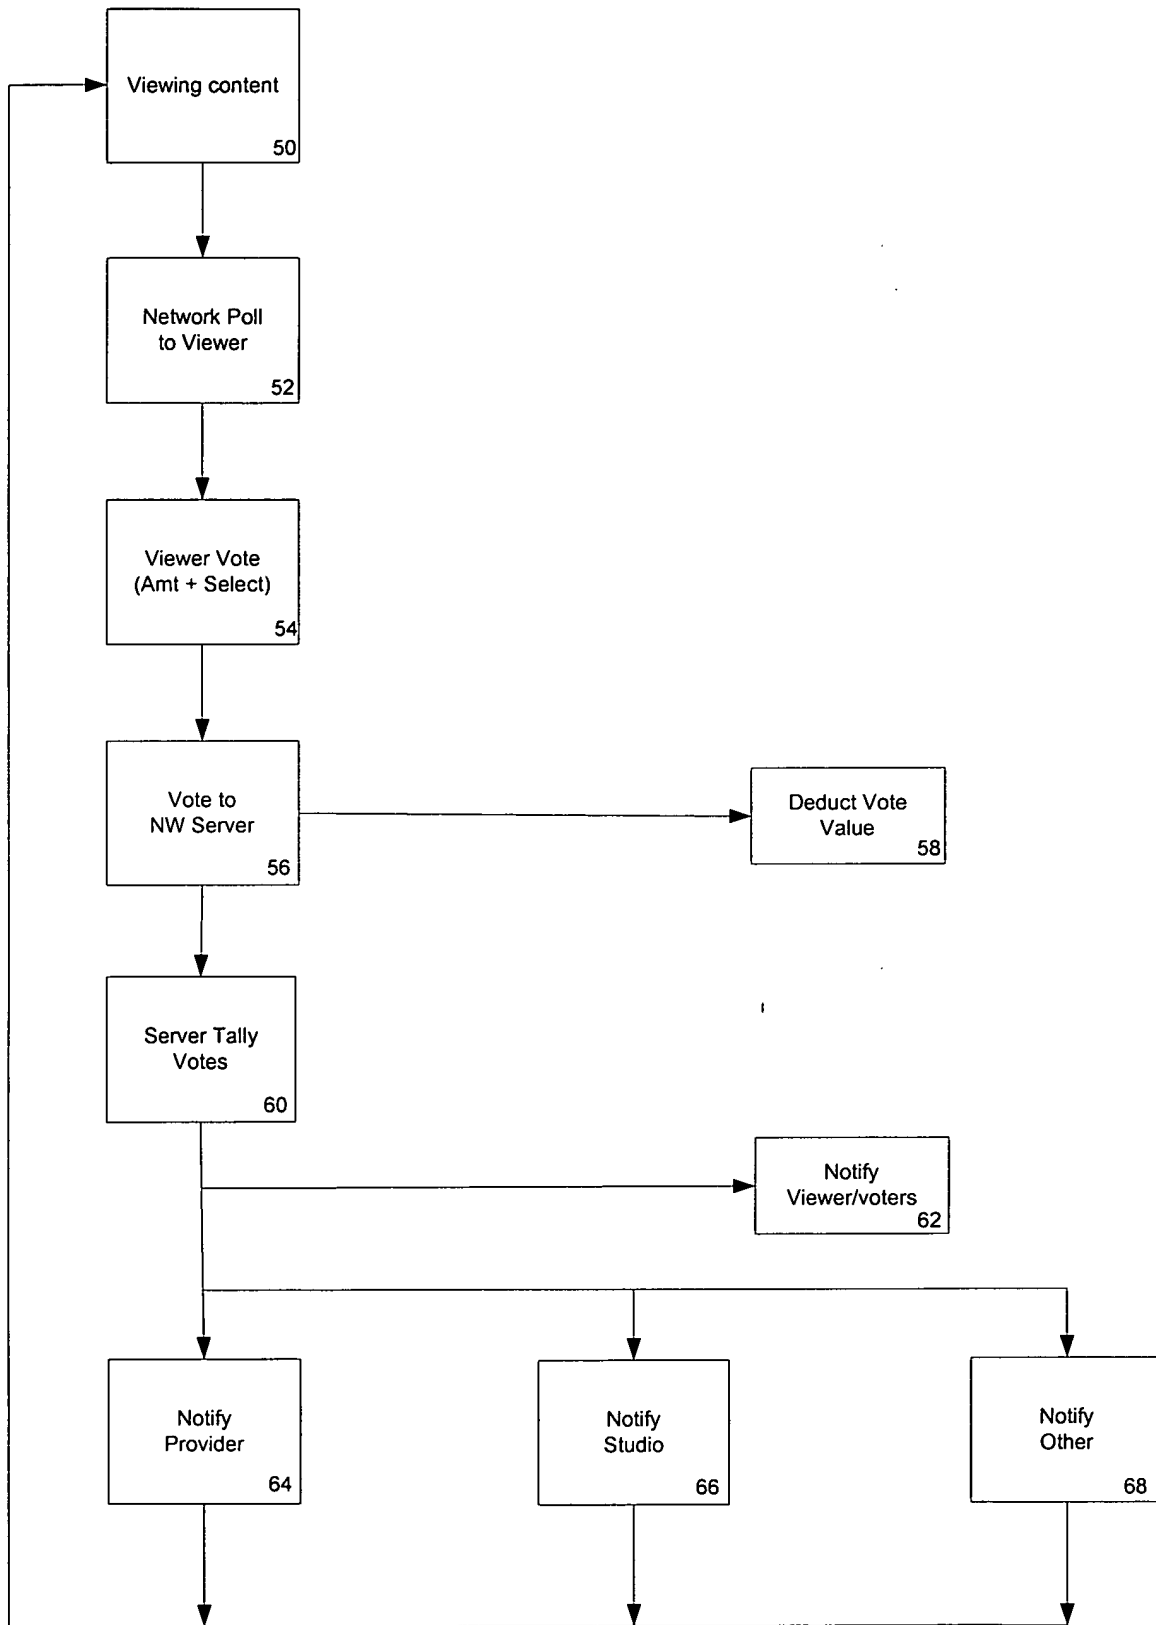 Viewing content
50
Network Poll
to Viewer
52
Viewer Vote
(Amt + Select)
54
Vote to
NW Server
56
Deduct Vote
Value
58
Server Tally
Votes
60
Notify
Viewer/voters
62
Notify
Provider
64
Notify
Studio
66
Notify
Other
68